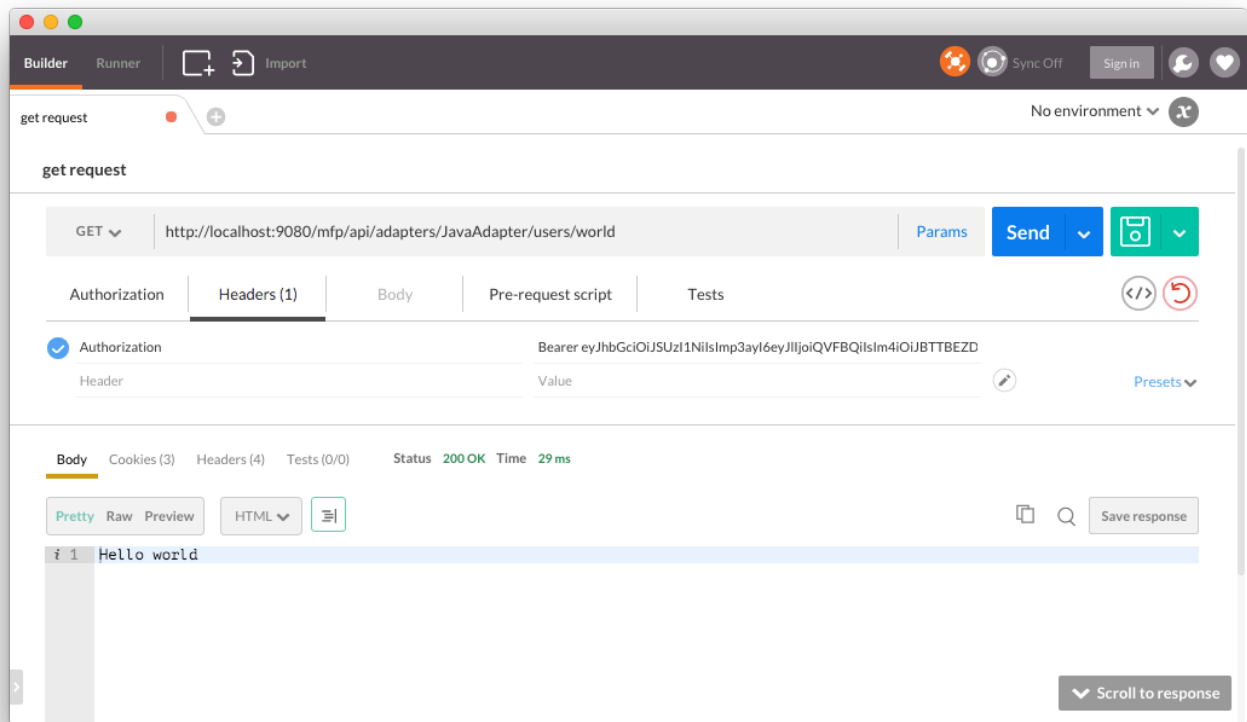 Builder Runner Import Sync Off Sign in
get request No environment x
get request
GET http://localhost:9080/mfp/api/adapters/JavaAdapter/users/world Params Send
Authorization Headers (1) Body Pre-request script Tests </>
Authorization Bearer eyJhbGciOiJSUzI1NiIsImp3ayI6eyJlIjoiQVFBQiIsIm4iOiJBTTBEZD
Header Value Presets
Body Cookies (3) Headers (4) Tests (0/0) Status 200 OK Time 29 ms
Pretty Raw Preview HTML Save response
i 1 Hello world
Scroll to response